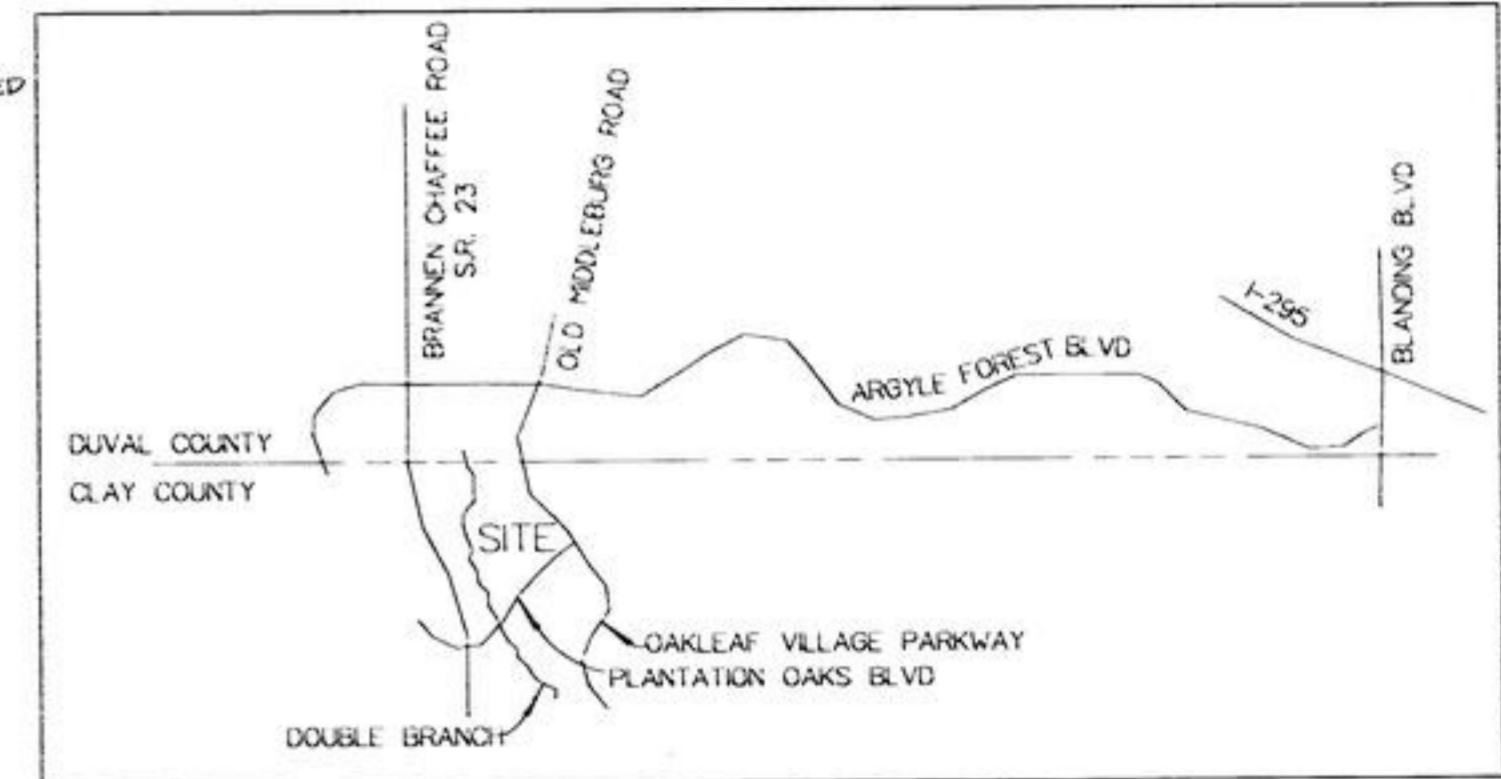 ED
BRANNEN CHAFFEE ROAD
S.R. 23
OLD MIDDLEBURG ROAD
BLANDING BLVD
I-295
ARGYLE FOREST BLVD
DUVAL COUNTY
CLAY COUNTY
SITE
OAKLEAF VILLAGE PARKWAY
PLANTATION OAKS BLVD
DOUBLE BRANCH